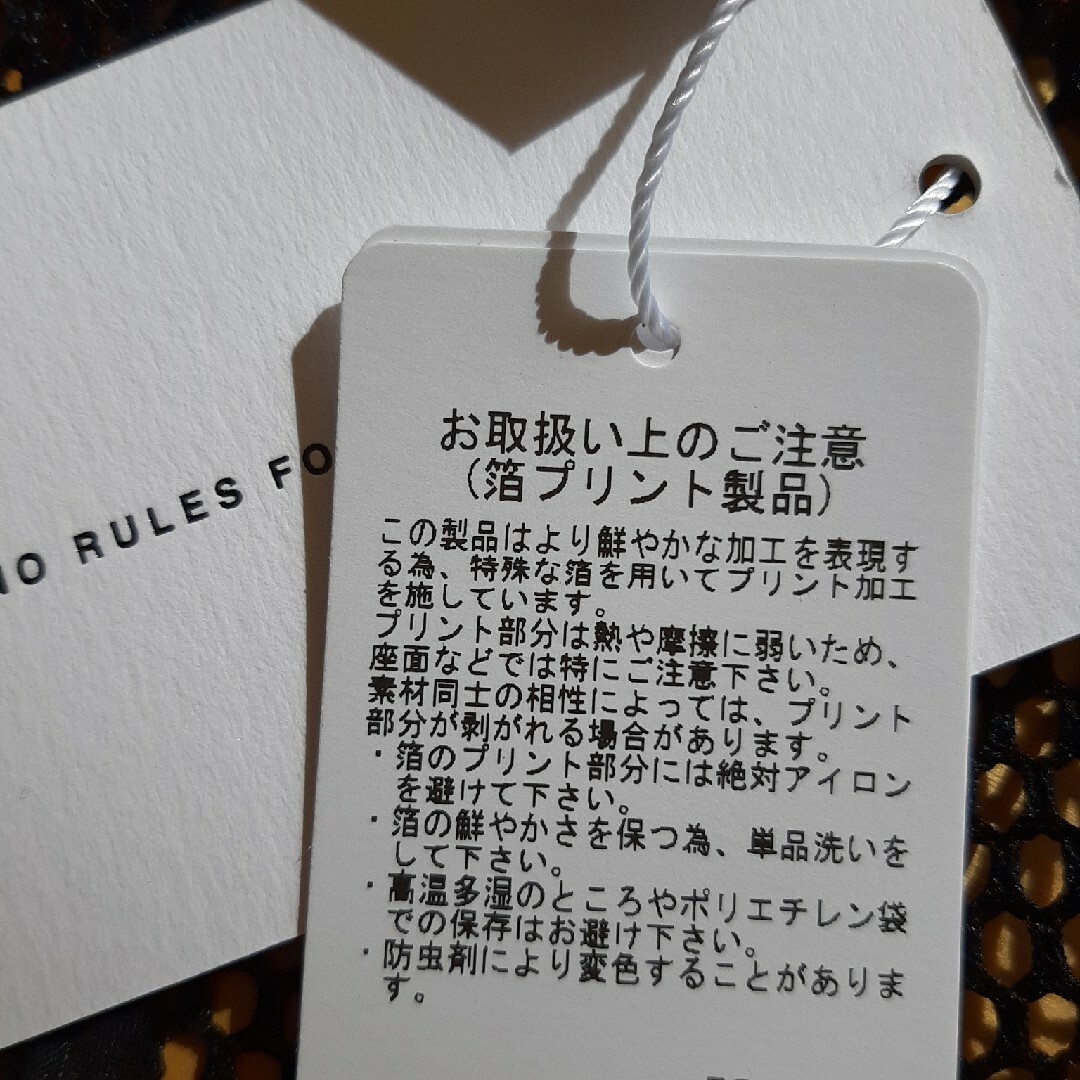 NO RULES FO
お取扱い上のご注意
(箔プリント製品)
この製品はより鮮やかな加工を表現す
る為、特殊な箔を用いてプリント加工
を施しています。
プリント部分は熱や摩擦に弱いため、
座面などでは特にご注意下さい。
素材同士の相性によっては、プリント
部分が剥がれる場合があります。
・箔のプリント部分には絶対アイロン
を避けて下さい。
・箔の鮮やかさを保つ為、単品洗いを
して下さい。
・高温多湿のところやポリエチレン袋
での保存はお避け下さい。
・防虫剤により変色することがありま
す。